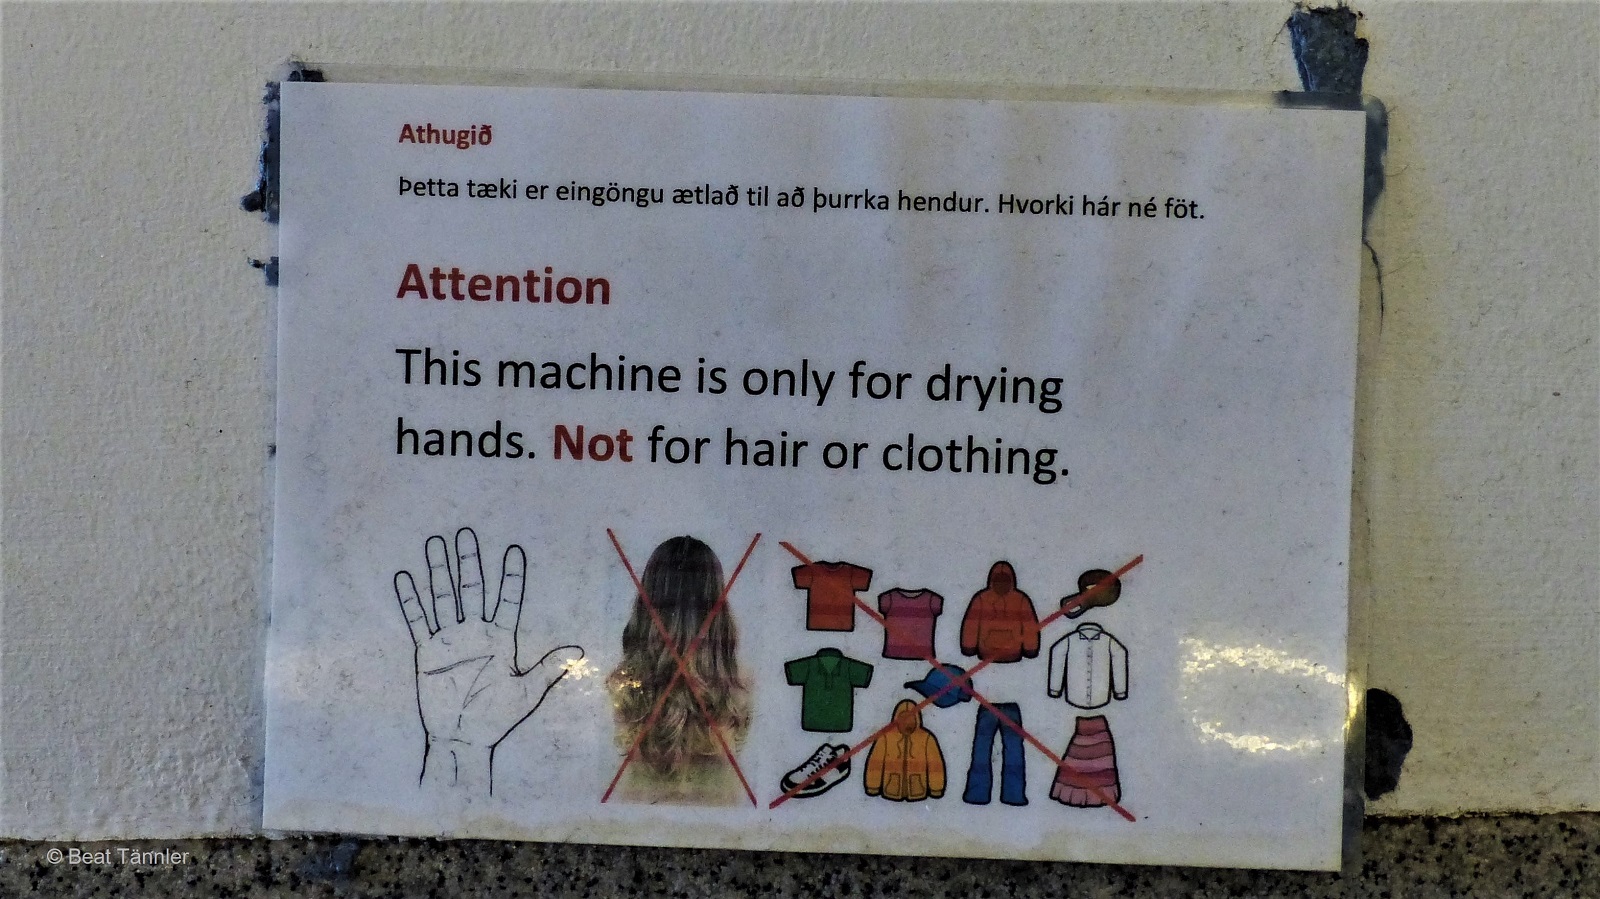 Athugið
Þetta tæki er eingöngu ætlað til að þurrka hendur. Hvorki hár né föt.
Attention
This machine is only for drying
hands. Not for hair or clothing.
© Beat Tännler